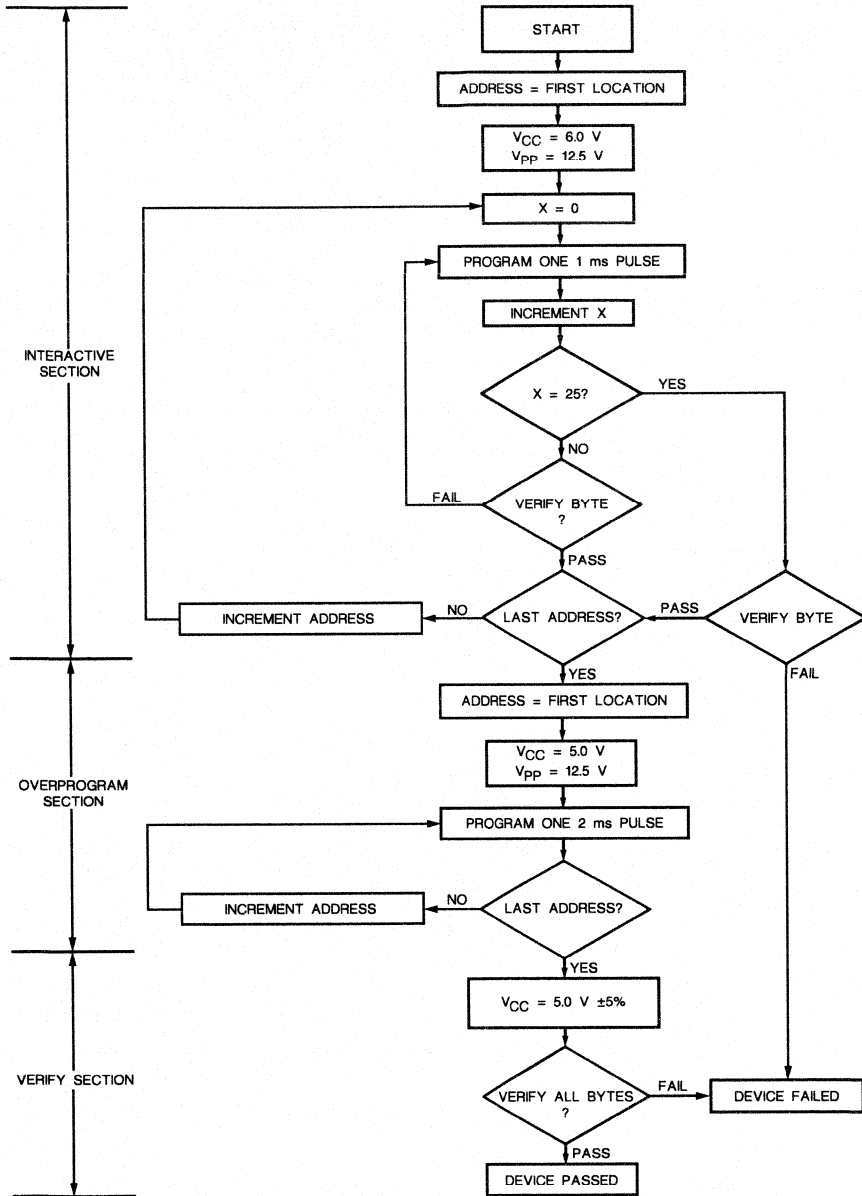 START
ADDRESS = FIRST LOCATION
VCC = 6.0 V
VPP = 12.5 V
X = 0
PROGRAM ONE 1 ms PULSE
INCREMENT X
INTERACTIVE
SECTION
X = 25?
YES
NO
VERIFY BYTE
?
FAIL
PASS
INCREMENT ADDRESS
NO
LAST ADDRESS?
PASS
VERIFY BYTE
YES
FAIL
ADDRESS = FIRST LOCATION
VCC = 5.0 V
VPP = 12.5 V
OVERPROGRAM
SECTION
PROGRAM ONE 2 ms PULSE
INCREMENT ADDRESS
NO
LAST ADDRESS?
YES
VCC = 5.0 V ±5%
VERIFY SECTION
VERIFY ALL BYTES
?
FAIL
DEVICE FAILED
PASS
DEVICE PASSED